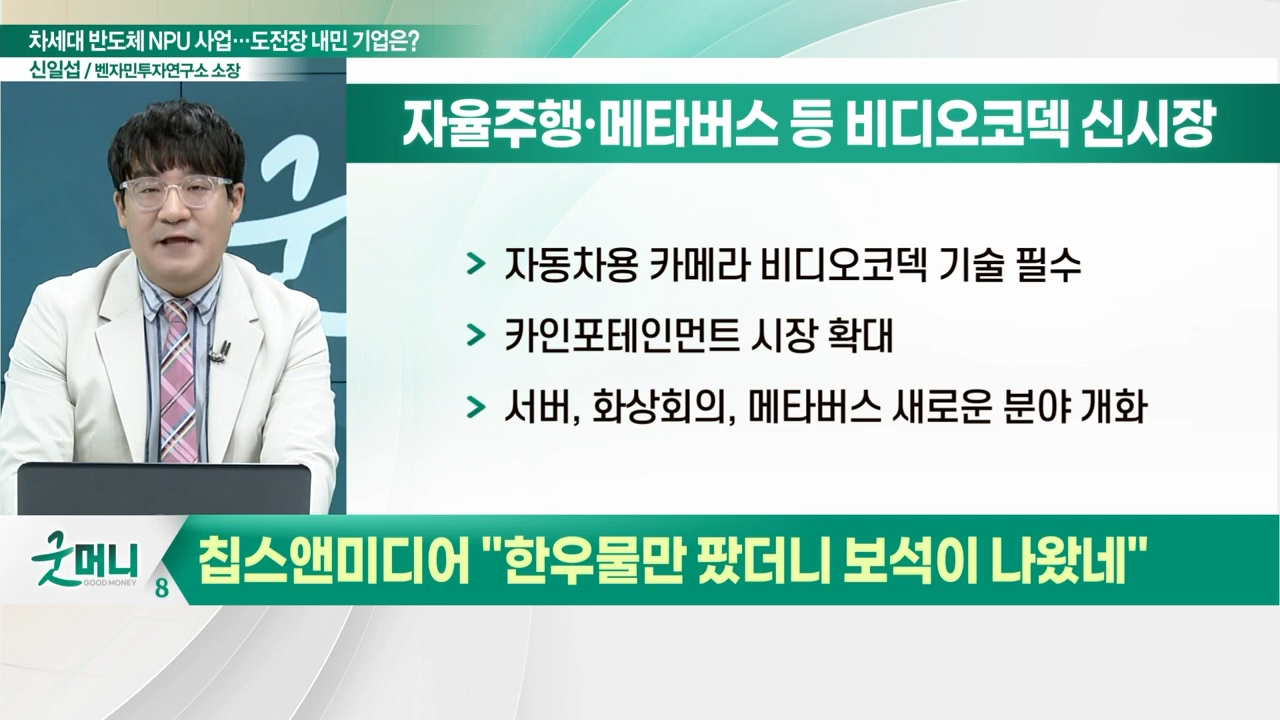 차세대 반도체 NPU 사업…도전장 내민 기업은?
신일섭 / 벤자민투자연구소 소장
자율주행·메타버스 등 비디오코덱 신시장
> 자동차용 카메라 비디오코덱 기술 필수
> 카인포테인먼트 시장 확대
> 서버, 화상회의, 메타버스 새로운 분야 개화
굿머니
GOOD MONEY
8
칩스앤미디어 "한우물만 팠더니 보석이 나왔네"